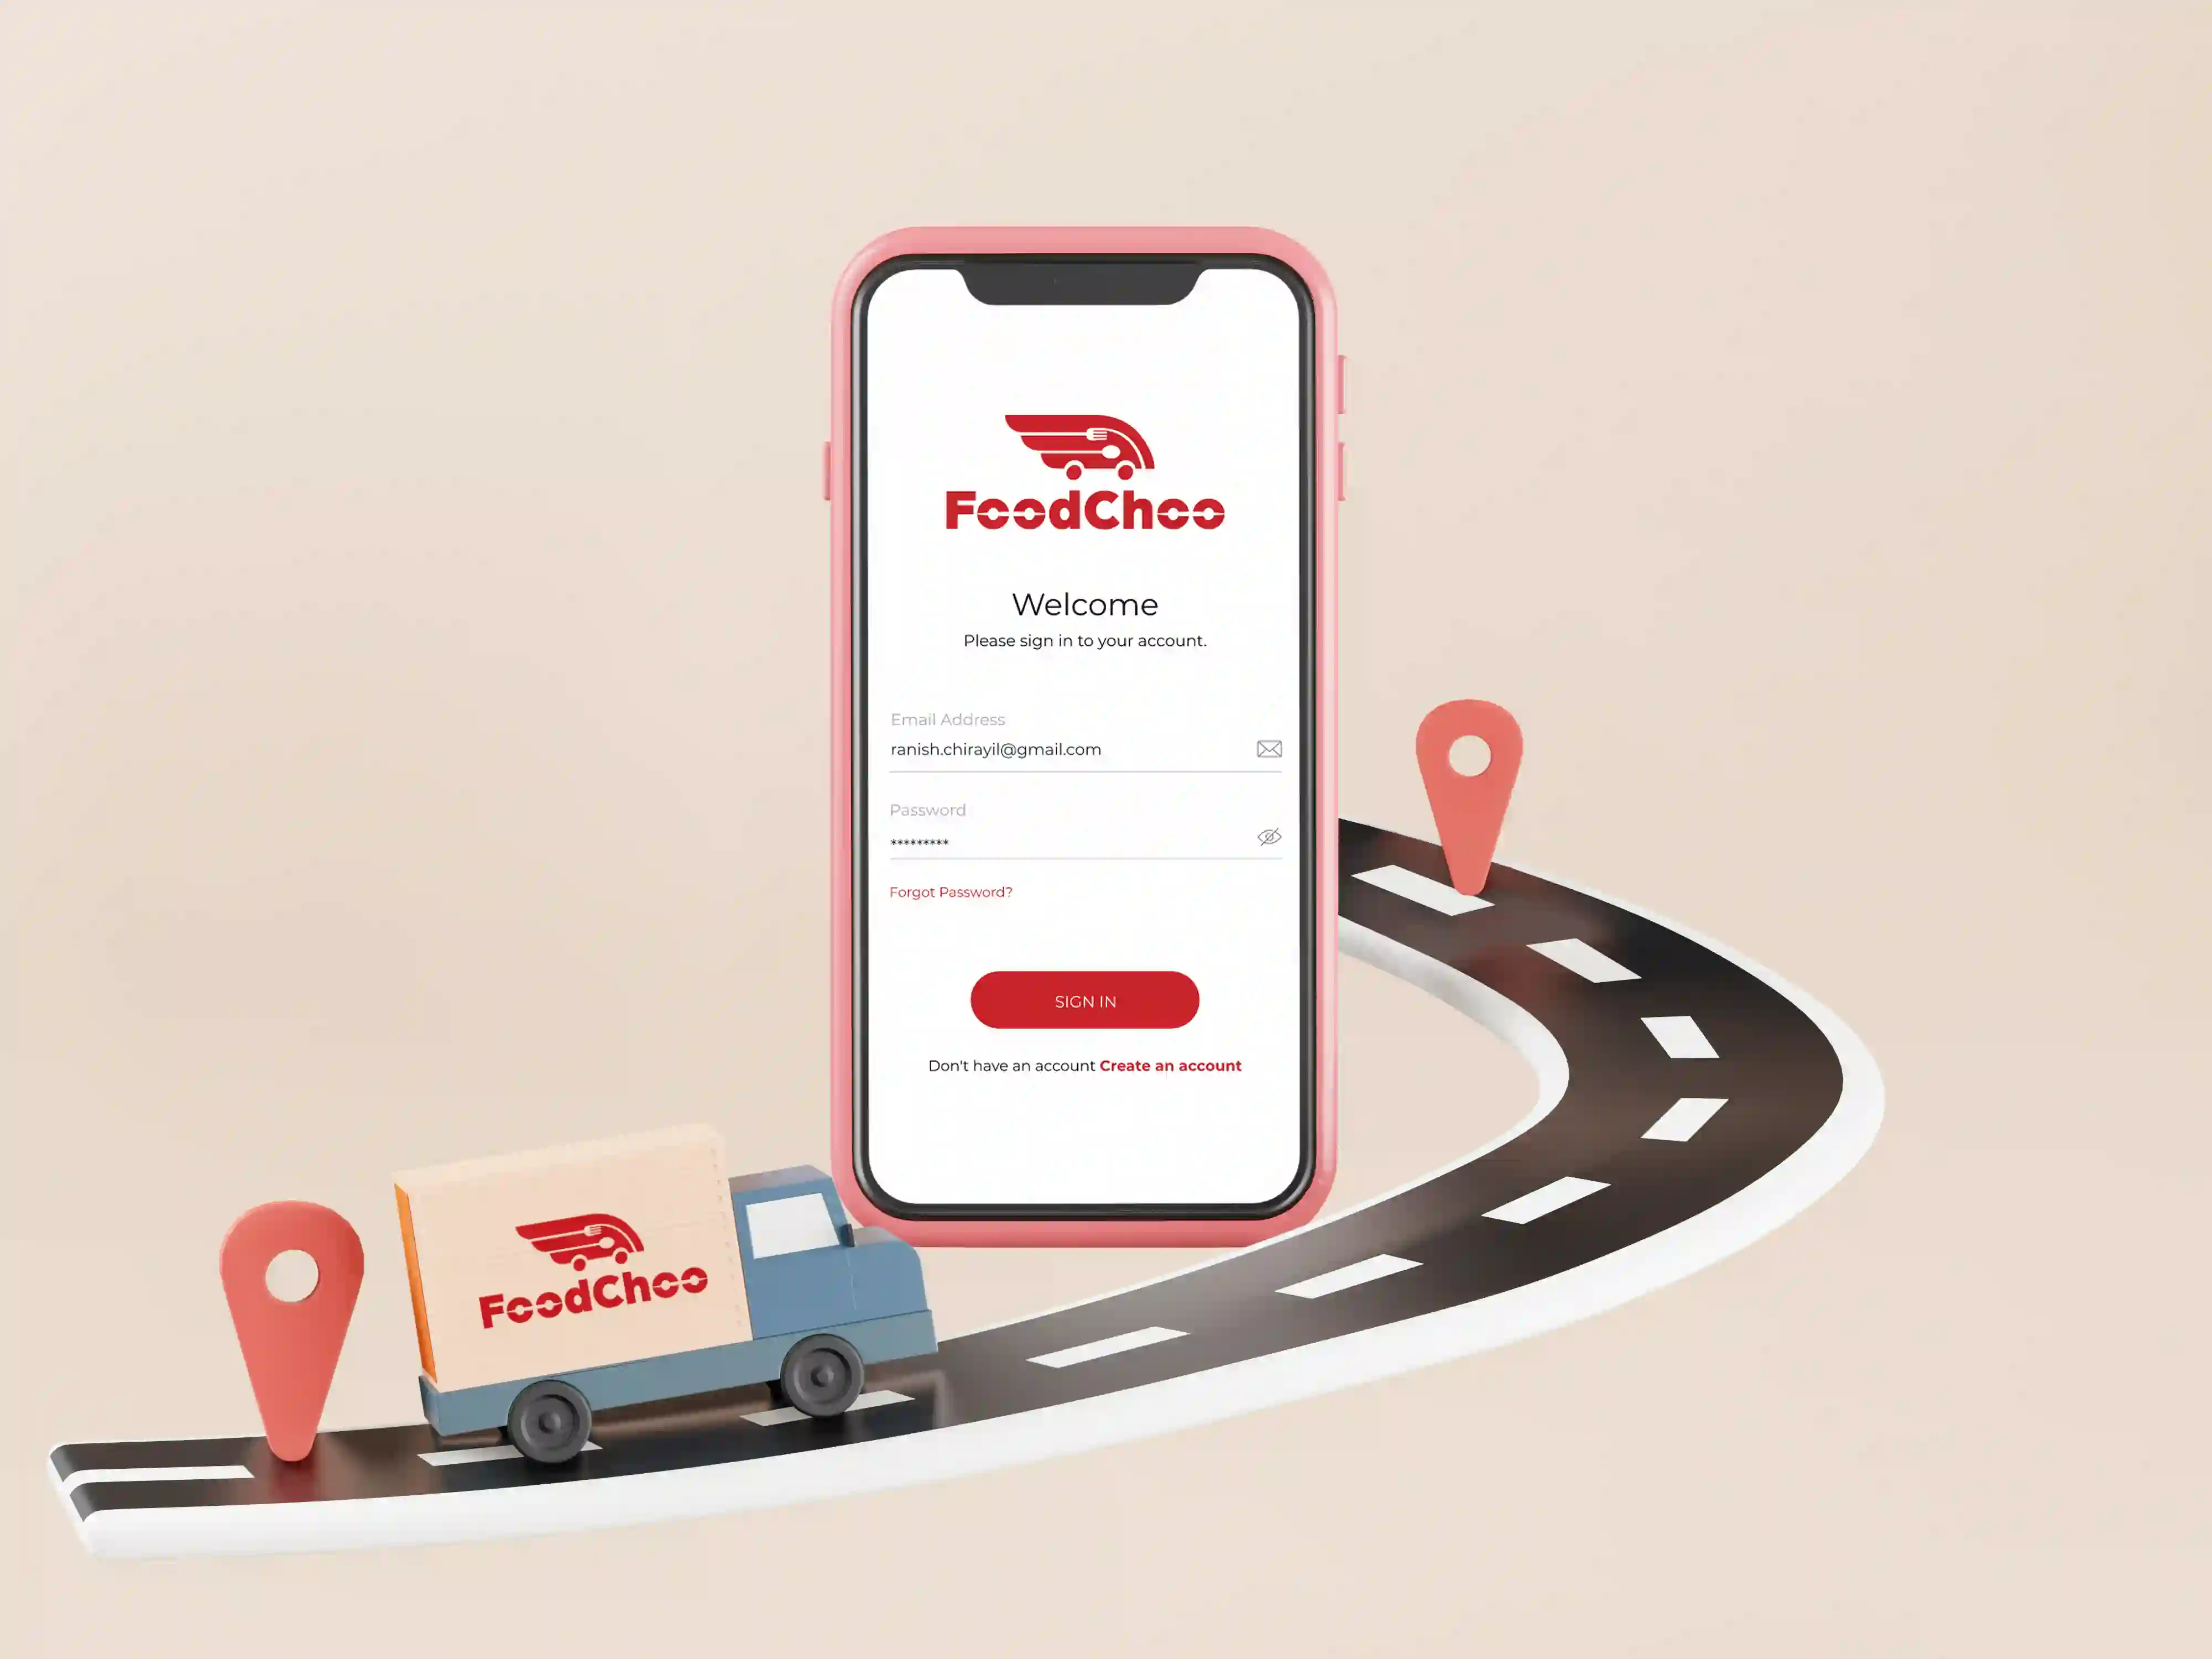 FoodChoo
Welcome
Please sign in to your account.
Email Address
ranish.chirayil@gmail.com
Password
*********
Forgot Password?
SIGN IN
Don't have an account Create an account
FoodChoo